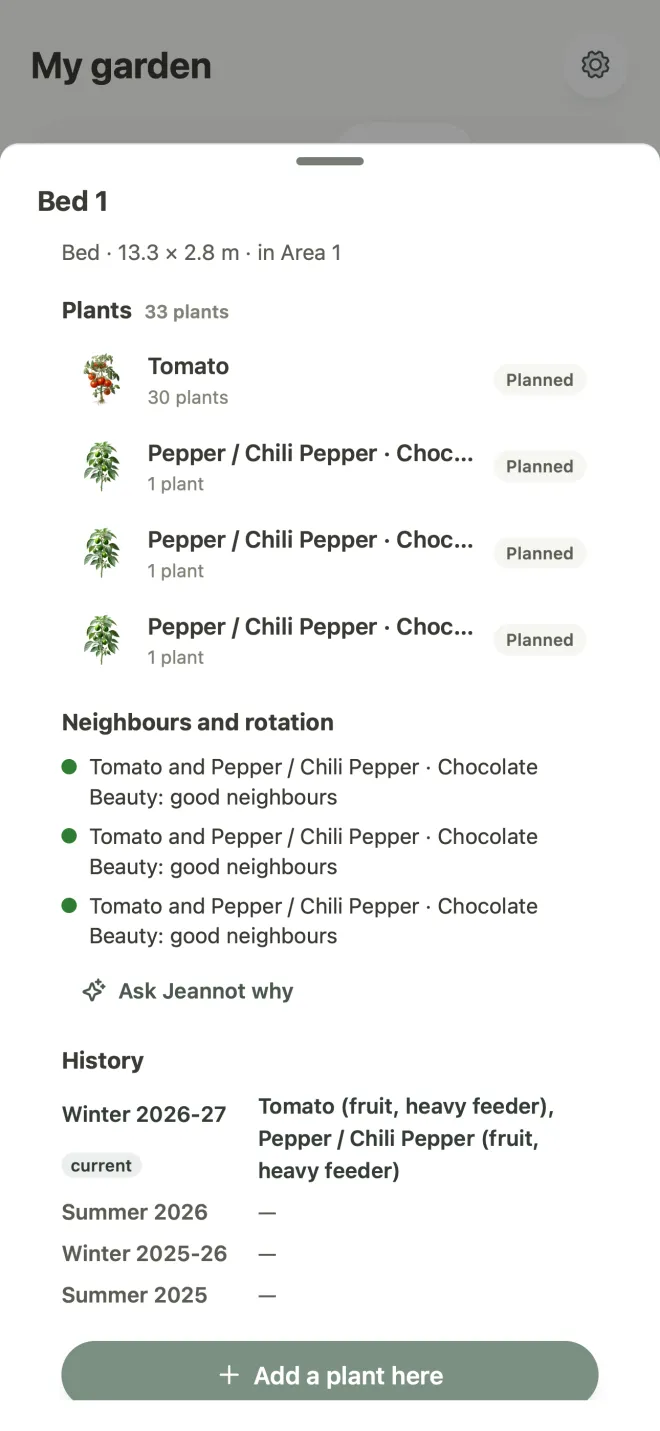 My garden
Bed 1
Bed · 13.3 × 2.8 m · in Area 1
Plants 33 plants
Tomato
30 plants
Planned
Pepper / Chili Pepper · Choc...
1 plant
Planned
Pepper / Chili Pepper · Choc...
1 plant
Planned
Pepper / Chili Pepper · Choc...
1 plant
Planned
Neighbours and rotation
Tomato and Pepper / Chili Pepper · Chocolate
Beauty: good neighbours
Tomato and Pepper / Chili Pepper · Chocolate
Beauty: good neighbours
Tomato and Pepper / Chili Pepper · Chocolate
Beauty: good neighbours
Ask Jeannot why
History
Winter 2026-27
current
Tomato (fruit, heavy feeder),
Pepper / Chili Pepper (fruit,
heavy feeder)
Summer 2026 —
Winter 2025-26 —
Summer 2025 —
+ Add a plant here